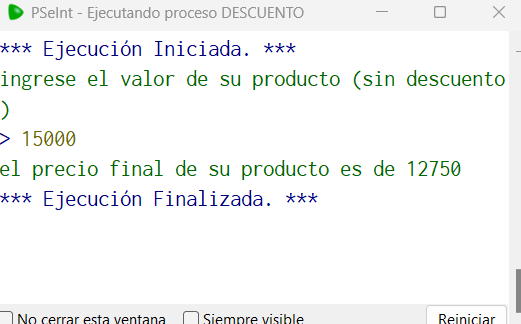 PSeInt - Ejecutando proceso DESCUENTO
*** Ejecución Iniciada. ***
ingrese el valor de su producto (sin descuento
)
> 15000
el precio final de su producto es de 12750
*** Ejecución Finalizada. ***
No cerrar esta ventana Siempre visible Reiniciar